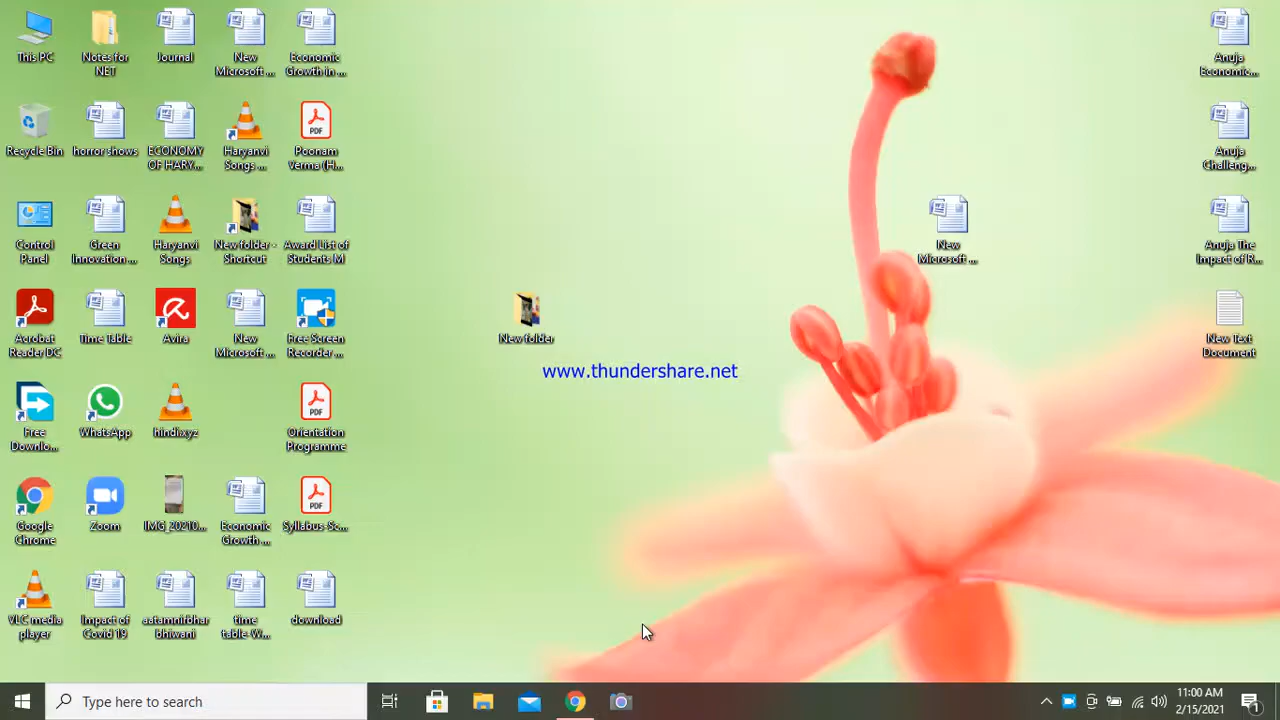 This PC
Notes for
NET
Journal
New
Microsoft ...
Economic
Growth in ...
Anuja
Economic...
Recycle Bin
horror shows
ECONOMY
OF HARY...
Haryanvi
Songs ...
Poonam
Verma (H...
Anuja
Challeng...
Control
Panel
Green
Innovation ...
Haryanvi
Songs
New folder -
Shortcut
Award List of
Students M
New
Microsoft ...
Anuja The
Impact of R...
Acrobat
Reader DC
Time Table
Avira
New
Microsoft ...
Free Screen
Recorder ...
New folder
New Text
Document
www.thundershare.net
Free
Downlo...
WhatsApp
hindixyz
PDF
Orientation
Programme
Google
Chrome
Zoom
IMG_20210...
Economic
Growth ...
PDF
Syllabus-Sc...
VLC media
player
Impact of
Covid 19
aatamnirbhar
bhiwani
time
table-W...
download
Type here to search
11:00 AM
2/15/2021
1